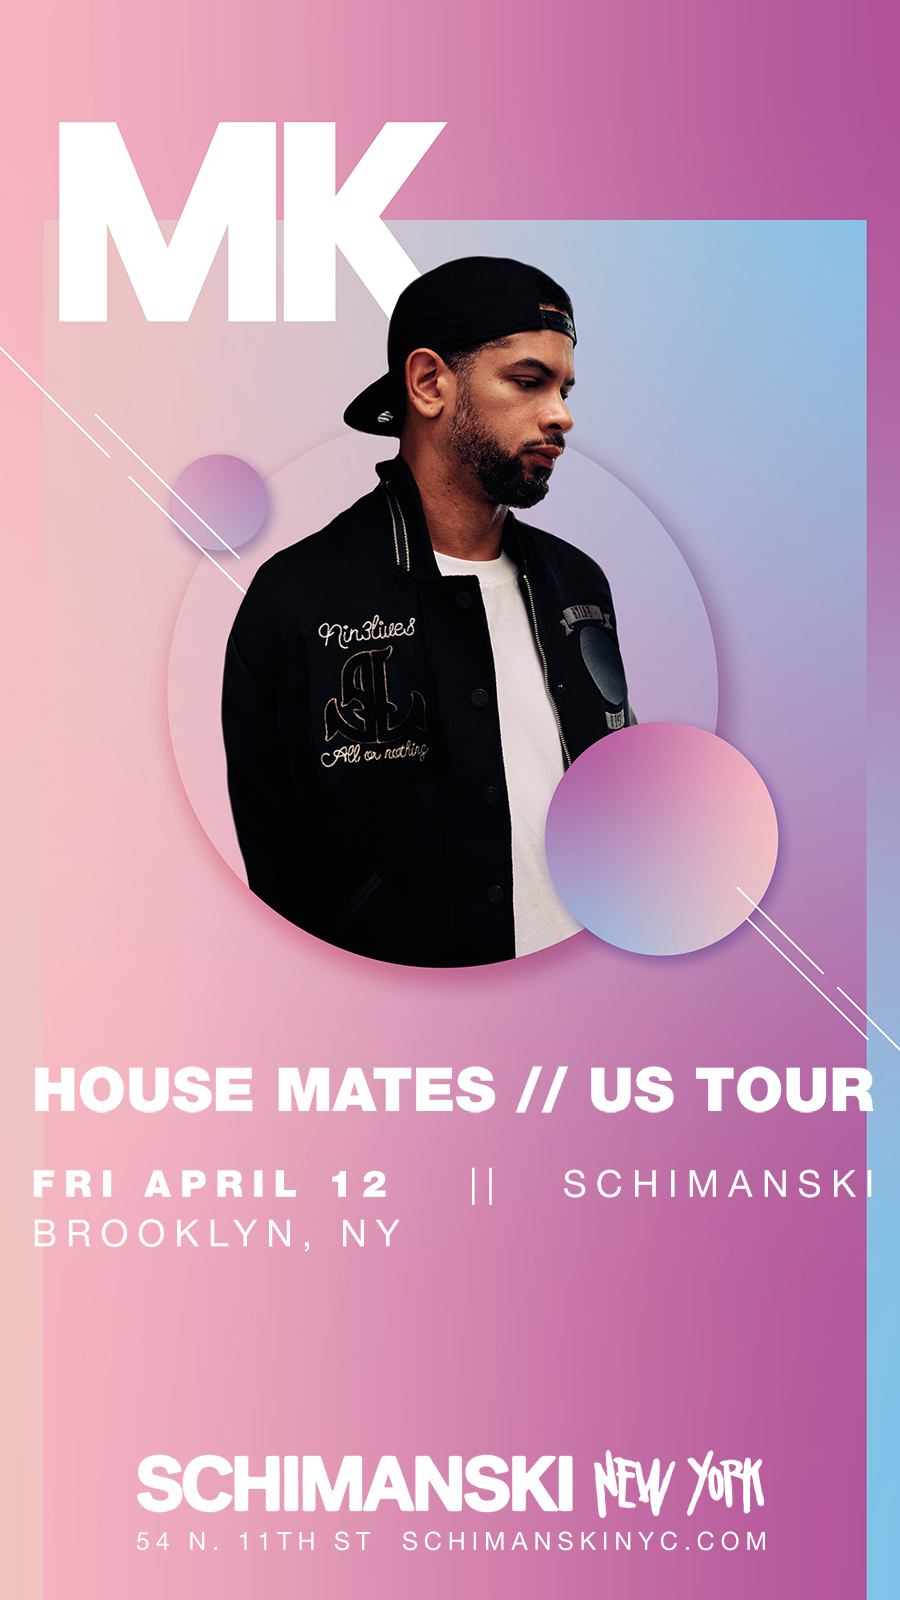 MK
Nin3lives
All or nothing
HOUSE MATES // US TOUR
FRI APRIL 12 || SCHIMANSKI
BROOKLYN, NY
SCHIMANSKI NEW YORK
54 N. 11TH ST SCHIMANSKINYC.COM